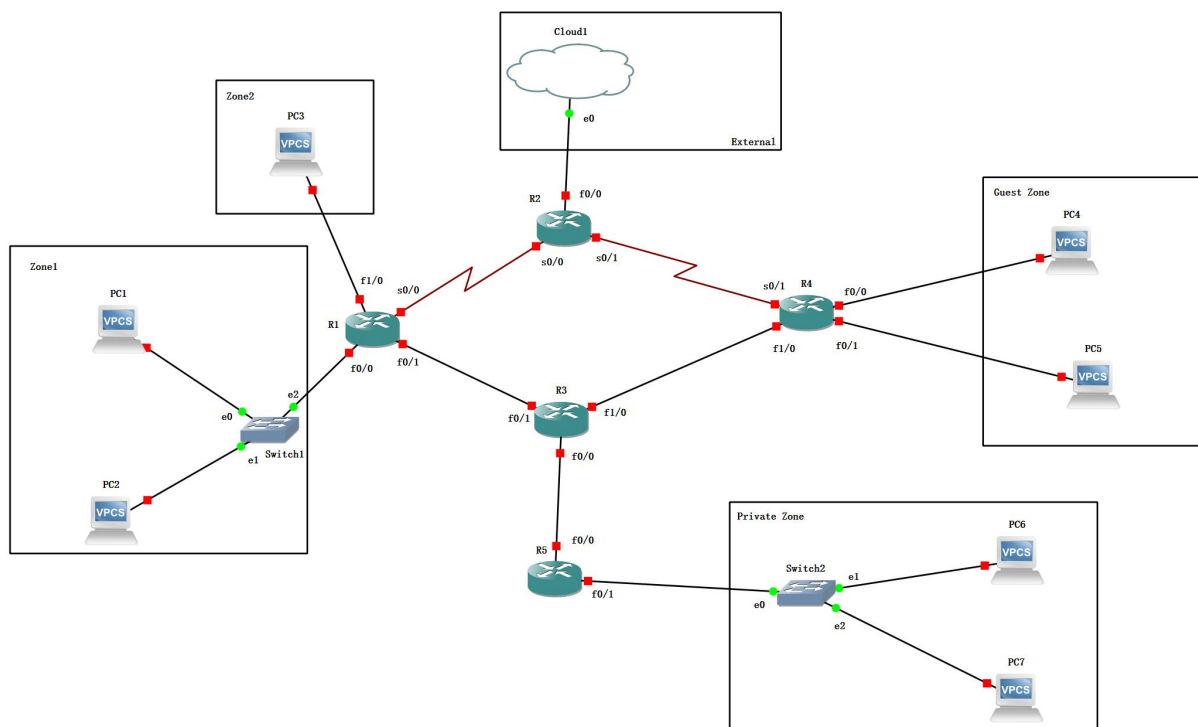 Cloud1
e0
External
Zone2
PC3
VPCS
f1/0
R2
f0/0
s0/0
s0/1
Guest Zone
PC4
VPCS
PC5
VPCS
Zone1
PC1
VPCS
e0
e1
e2
Switch1
PC2
VPCS
R1
s0/0
f0/0
f0/1
s0/1
R4
f0/0
f1/0
f0/1
R3
f0/1
f1/0
f0/0
f0/0
R5
f0/1
Private Zone
Switch2
e0
e1
e2
PC6
VPCS
PC7
VPCS